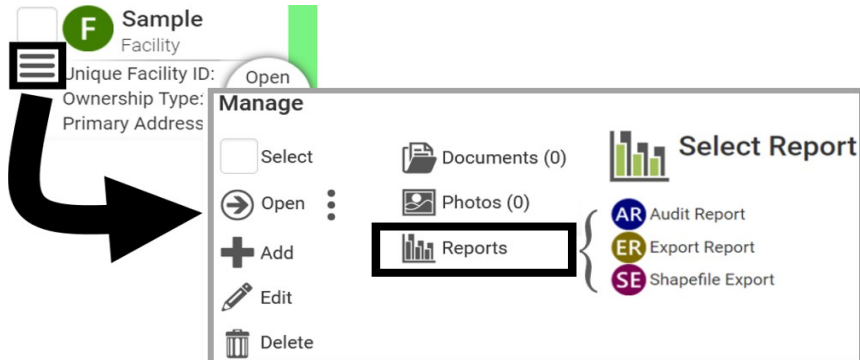 F
Sample
Facility
Unique Facility ID:
Open
Ownership Type:
Primary Address
Manage
Select
Open
Add
Edit
Delete
Documents (0)
Photos (0)
Reports
Select Report
AR Audit Report
ER Export Report
SE Shapefile Export